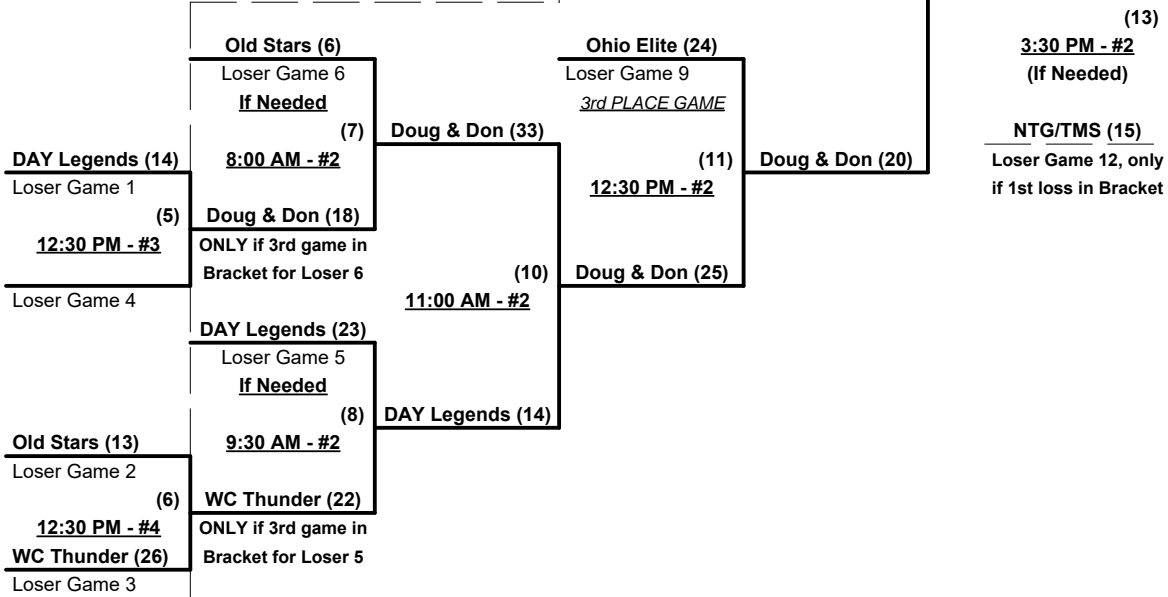 (13)
Old Stars (6)
Ohio Elite (24)
3:30 PM - #2
Loser Game 6
Loser Game 9
(If Needed)
If Needed
3rd PLACE GAME
(7)
Doug & Don (33)
NTG/TMS (15)
DAY Legends (14)
8:00 AM - #2
(11)
Doug & Don (20)
Loser Game 12, only
Loser Game 1
12:30 PM - #2
if 1st loss in Bracket
(5)
Doug & Don (18)
12:30 PM - #3
ONLY if 3rd game in
Bracket for Loser 6
(10)
Doug & Don (25)
Loser Game 4
11:00 AM - #2
DAY Legends (23)
Loser Game 5
If Needed
(8)
DAY Legends (14)
Old Stars (13)
9:30 AM - #2
Loser Game 2
(6)
WC Thunder (22)
12:30 PM - #4
ONLY if 3rd game in
WC Thunder (26)
Bracket for Loser 5
Loser Game 3